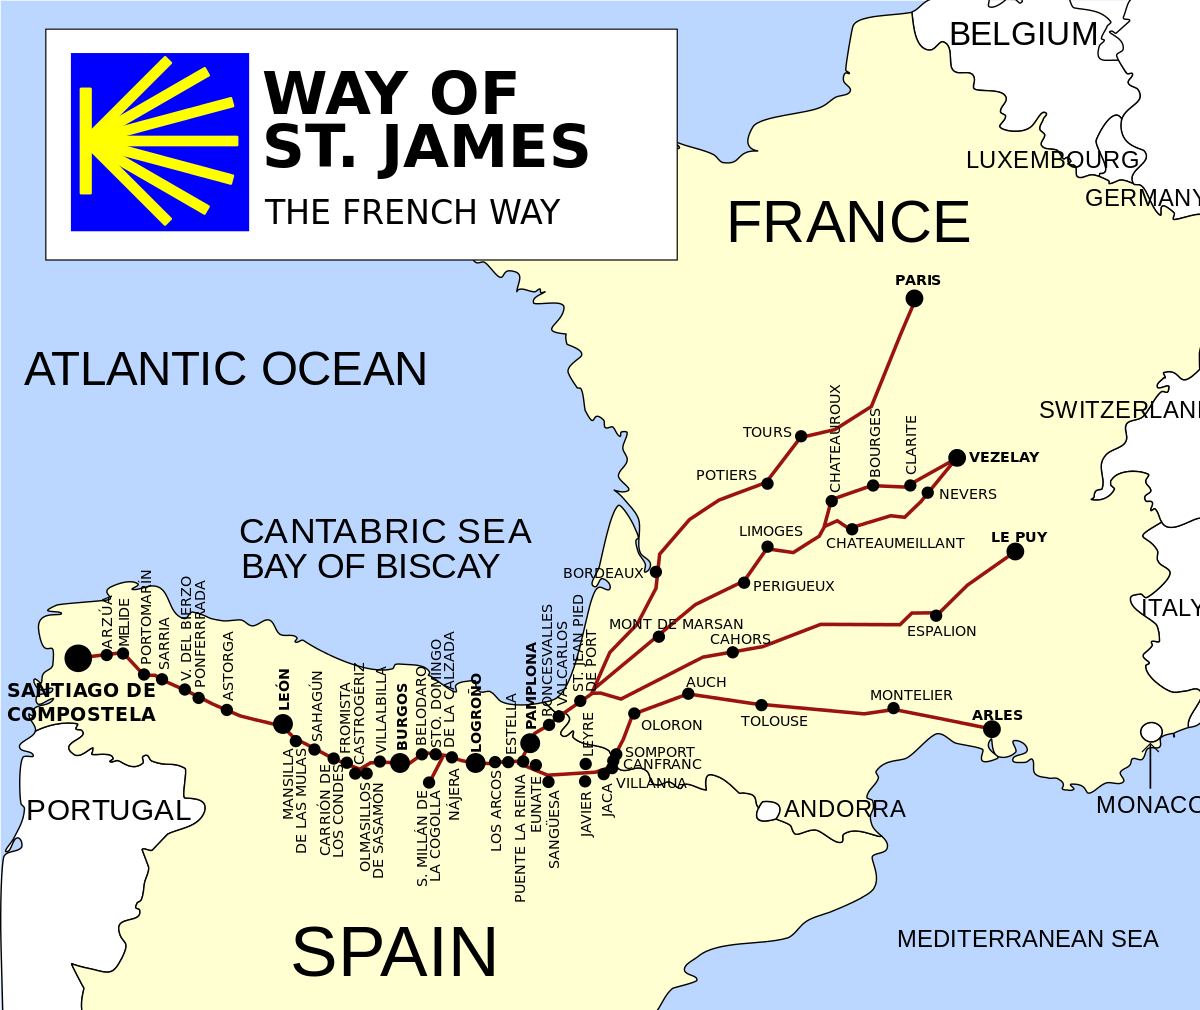 BELGIUM
WAY OF
ST. JAMES
THE FRENCH WAY
LUXEMBOURG
GERMANY
FRANCE
PARIS
ATLANTIC OCEAN
SWITZERLAN
TOURS
CHATEAUROUX
BOURGES
CLARITE
VEZELAY
POTIERS
NEVERS
CANTABRIC SEA
BAY OF BISCAY
LIMOGES
CHATEAUMEILLANT
LE PUY
BORDEAUX
PERIGUEUX
ITALY
MONT DE MARSAN
CAHORS
ESPALION
ARZÚA
MELIDE
PORTOMARIN
SARRIA
V. DEL BIERZO
PONFERRADA
ASTORGA
LEÓN
SAHAGÚN
FROMISTA
CASTROGERIZ
VILLALBILLA
BURGOS
BELODARO
STO. DOMINGO
DE LA CALZADA
LOGROÑO
ESTELLA
PAMPLONA
RONCESVALLES
VALCARLOS
ST. JEAN PIED
DE PORT
SANTIAGO DE
COMPOSTELA
AUCH
MONTELIER
OLORON
TOLOUSE
ARLES
LEYRE
SOMPORT
CANFRANC
VILLANUA
MANSILLA
DE LAS MULAS
CARRIÓN DE
LOS CONDES
OLMASILLOS
DE SASAMON
S. MILLÁN DE
LA COGOLLA
NÁJERA
LOS ARCOS
PUENTE LA REINA
EUNATE
SANGÜESA
JAVIER
JACA
PORTUGAL
ANDORRA
MONACO
SPAIN
MEDITERRANEAN SEA